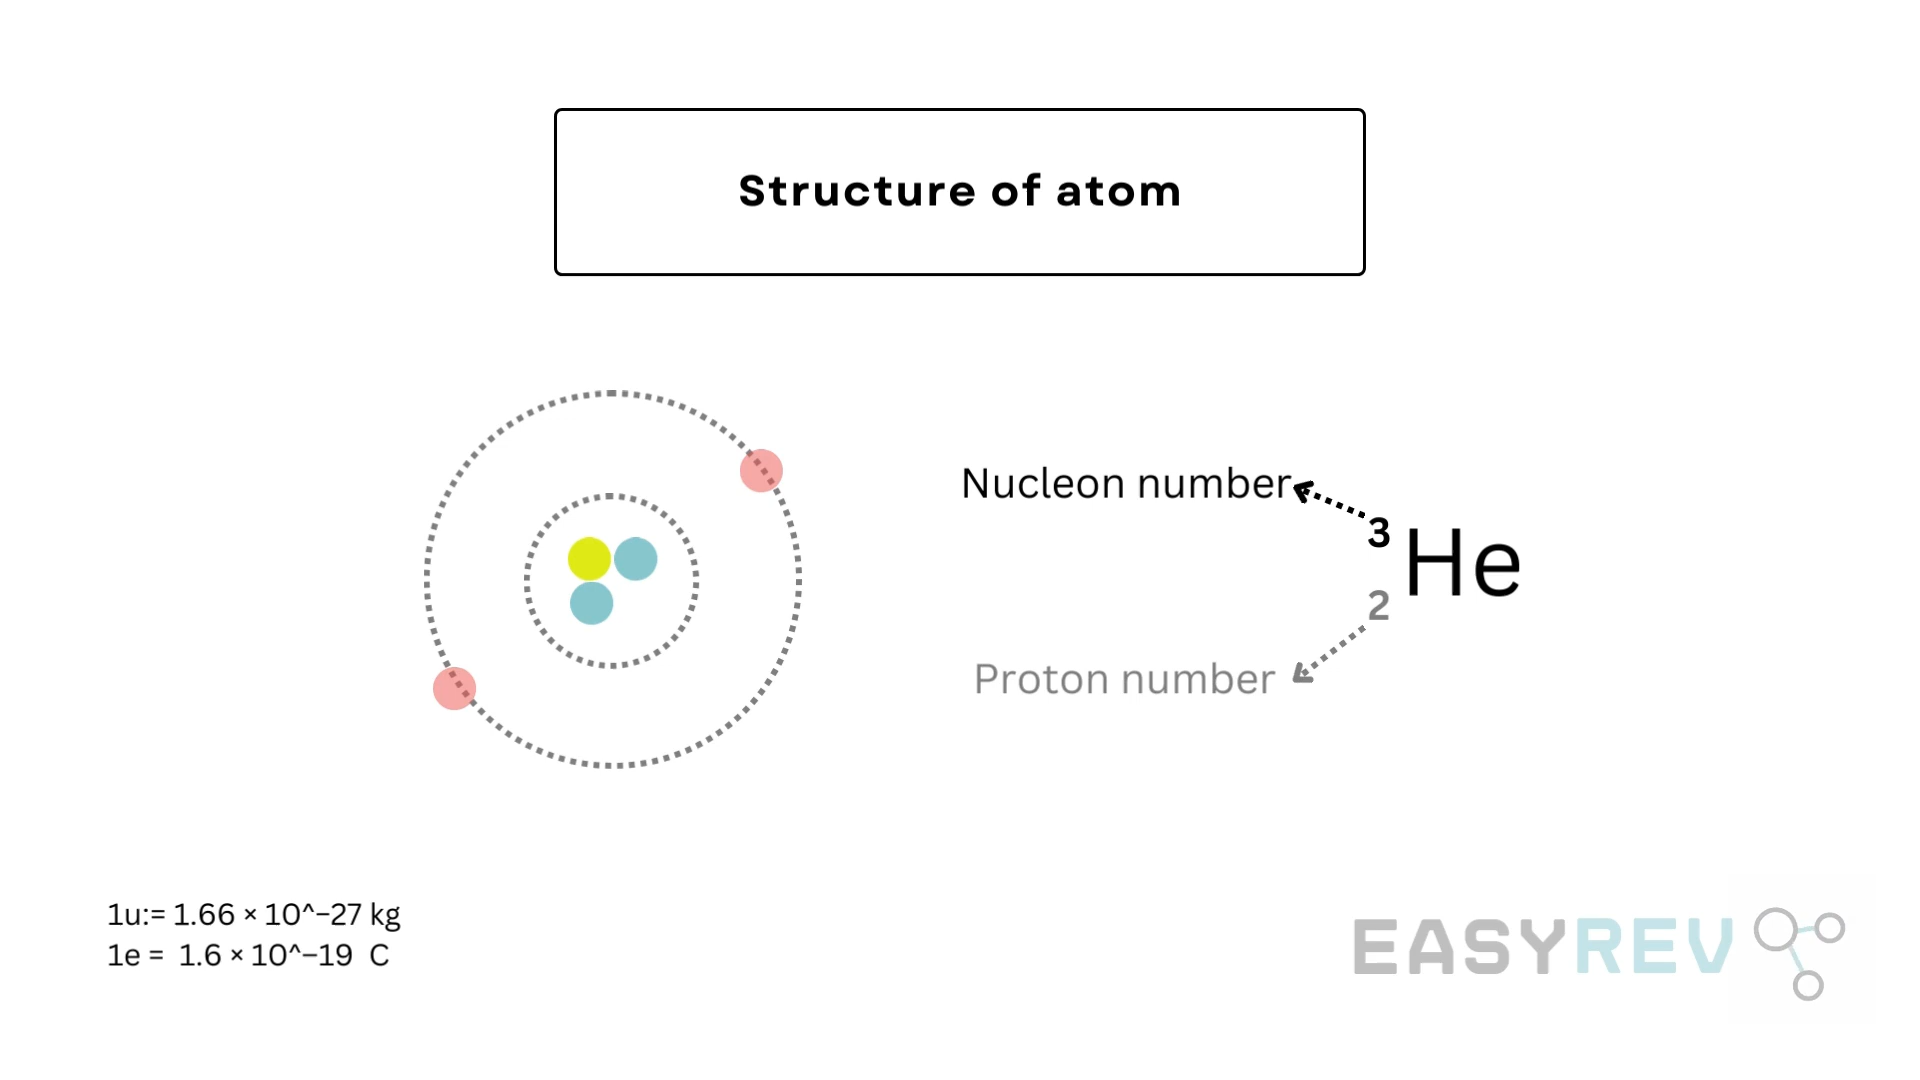 Structure of atom
Nucleon number
3
He
2
Proton number
1u:= 1.66 × 10^−27 kg
1e =  1.6 × 10^−19  C
EASYREV